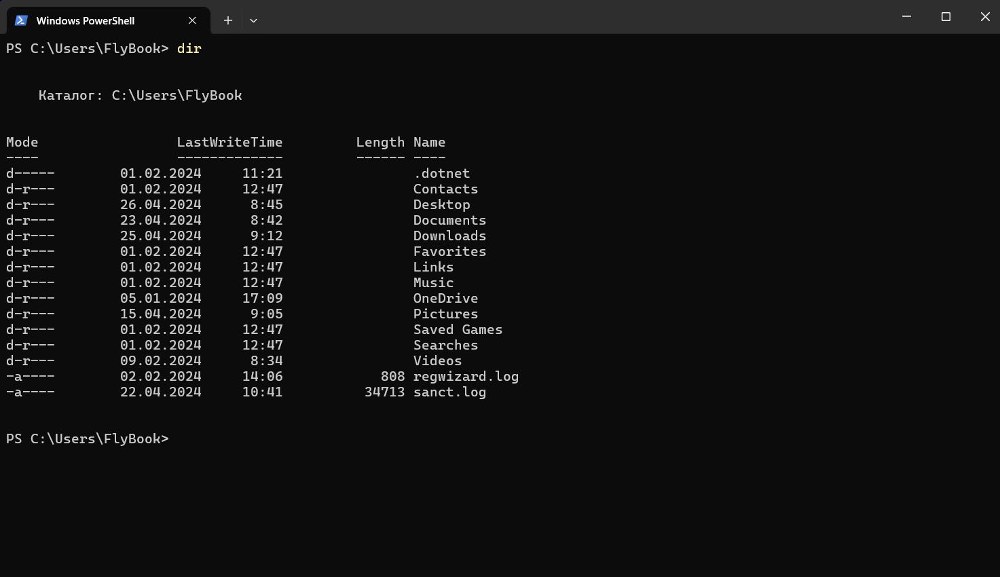 Windows PowerShell
PS C:\Users\FlyBook> dir
Каталог: C:\Users\FlyBook
Mode                 LastWriteTime         Length Name
----                 -------------         ------ ----
d-----        01.02.2024     11:21                .dotnet
d-r---        01.02.2024     12:47                Contacts
d-r---        26.04.2024      8:45                Desktop
d-r---        23.04.2024      8:42                Documents
d-r---        25.04.2024      9:12                Downloads
d-r---        01.02.2024     12:47                Favorites
d-r---        01.02.2024     12:47                Links
d-r---        01.02.2024     12:47                Music
d-r---        05.01.2024     17:09                OneDrive
d-r---        15.04.2024      9:05                Pictures
d-r---        01.02.2024     12:47                Saved Games
d-r---        01.02.2024     12:47                Searches
d-r---        09.02.2024      8:34                Videos
-a----        02.02.2024     14:06            808 regwizard.log
-a----        22.04.2024     10:41          34713 sanct.log
PS C:\Users\FlyBook>